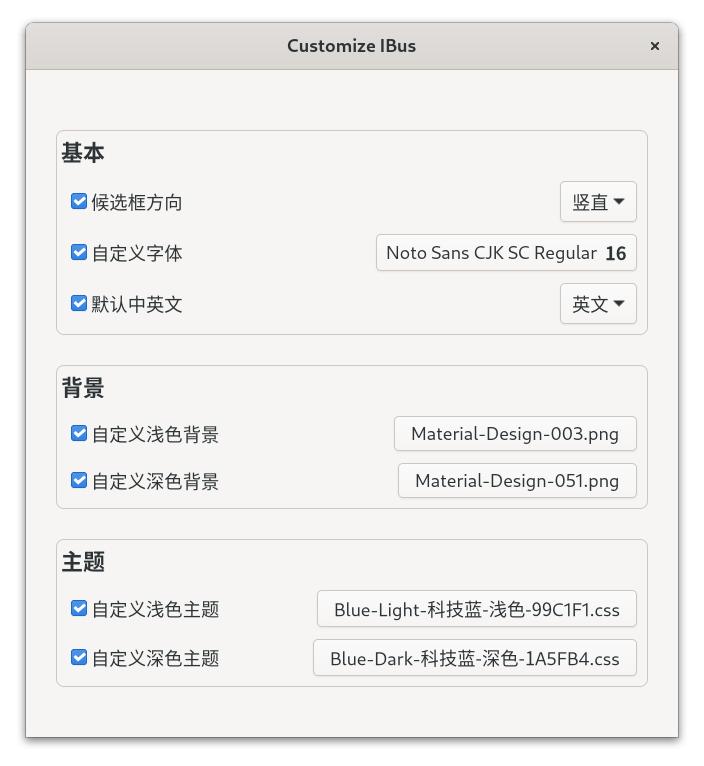 Customize IBus
基本
候选框方向 竖直
自定义字体 Noto Sans CJK SC Regular 16
默认中英文 英文
背景
自定义浅色背景 Material-Design-003.png
自定义深色背景 Material-Design-051.png
主题
自定义浅色主题 Blue-Light-科技蓝-浅色-99C1F1.css
自定义深色主题 Blue-Dark-科技蓝-深色-1A5FB4.css